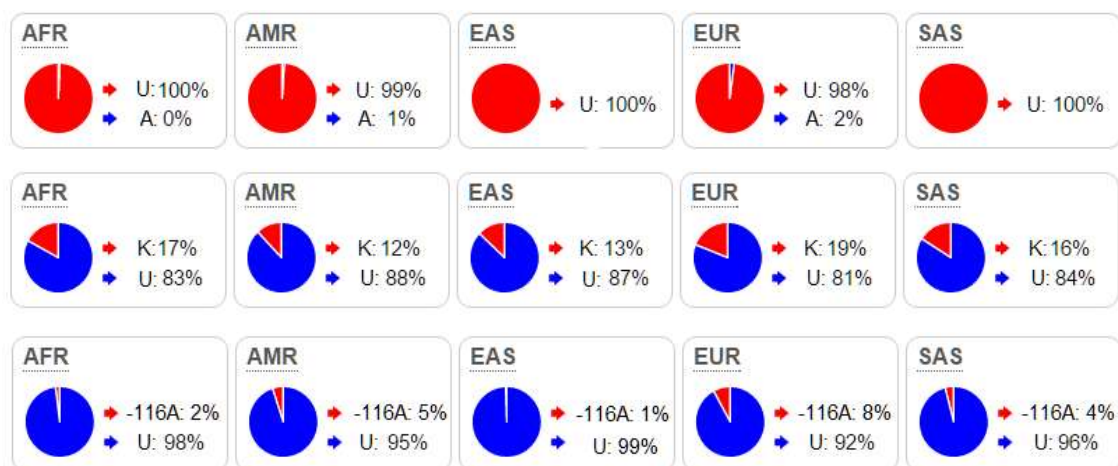 AFR AMR EAS EUR SAS
U: 100% U: 99% U: 100% U: 98% U: 100%
A: 0% A: 1% A: 2%
AFR AMR EAS EUR SAS
K: 17% K: 12% K: 13% K: 19% K: 16%
U: 83% U: 88% U: 87% U: 81% U: 84%
AFR AMR EAS EUR SAS
-116A: 2% -116A: 5% -116A: 1% -116A: 8% -116A: 4%
U: 98% U: 95% U: 99% U: 92% U: 96%